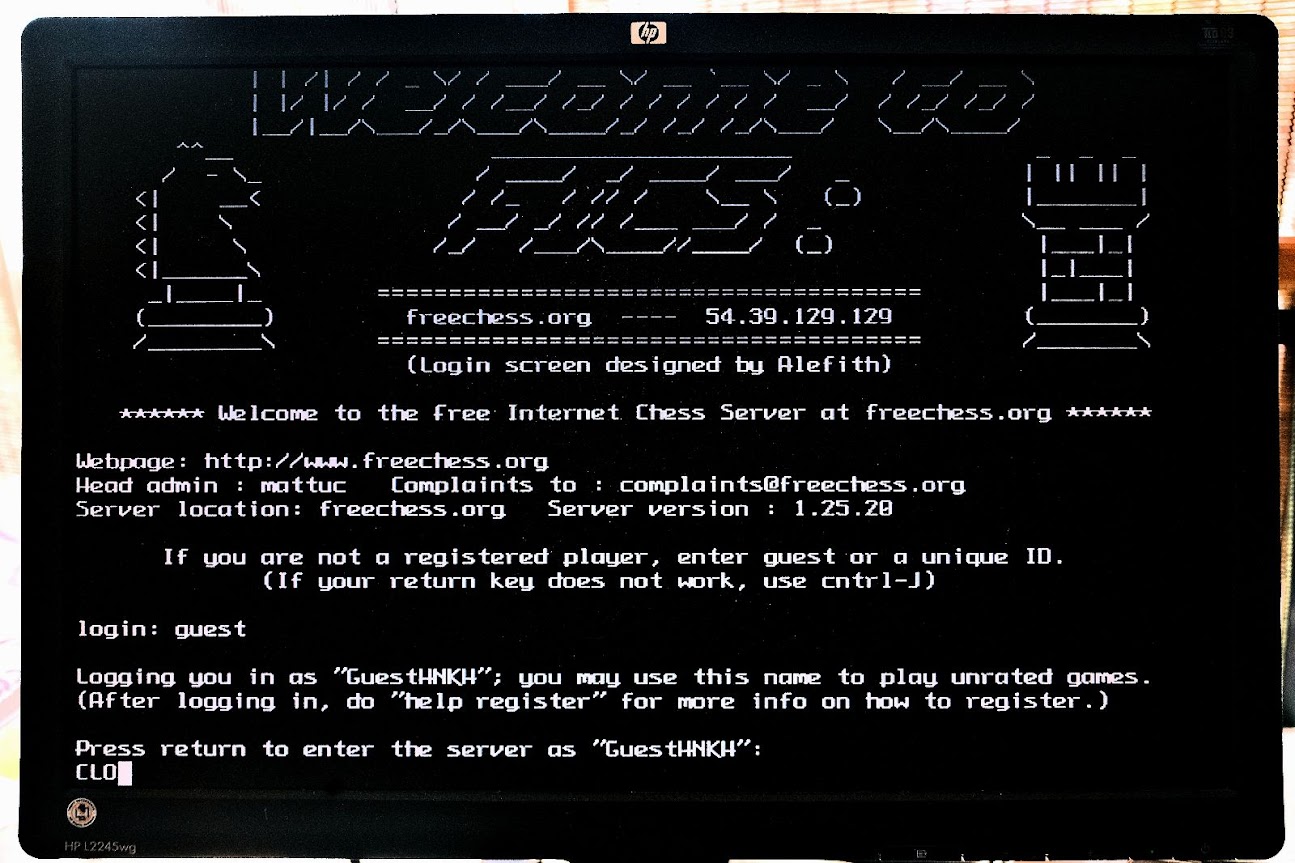 hp
Welcome to
FICS:
freechess.org ---- 54.39.129.129
(Login screen designed by Alefith)
****** Welcome to the Free Internet Chess Server at freechess.org ******
Webpage: http://www.freechess.org
Head admin : mattuc Complaints to : complaints@freechess.org
Server location: freechess.org Server version : 1.25.20
If you are not a registered player, enter guest or a unique ID.
(If your return key does not work, use cntrl-J)
login: guest
Logging you in as "GuestHNKH"; you may use this name to play unrated games.
(After logging in, do "help register" for more info on how to register.)
Press return to enter the server as "GuestHNKH":
CLO
HP L2245wg